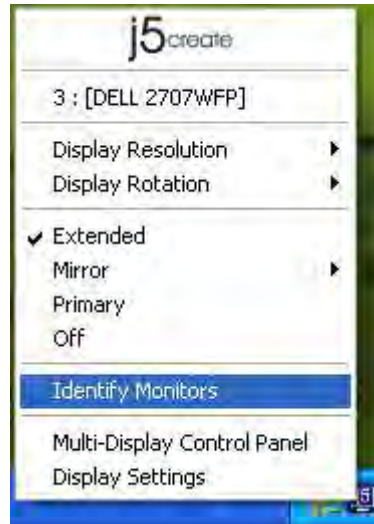 j5create
3 : [DELL 2707WFP]
Display Resolution
Display Rotation
Extended
Mirror
Primary
Off
Identify Monitors
Multi-Display Control Panel
Display Settings
5